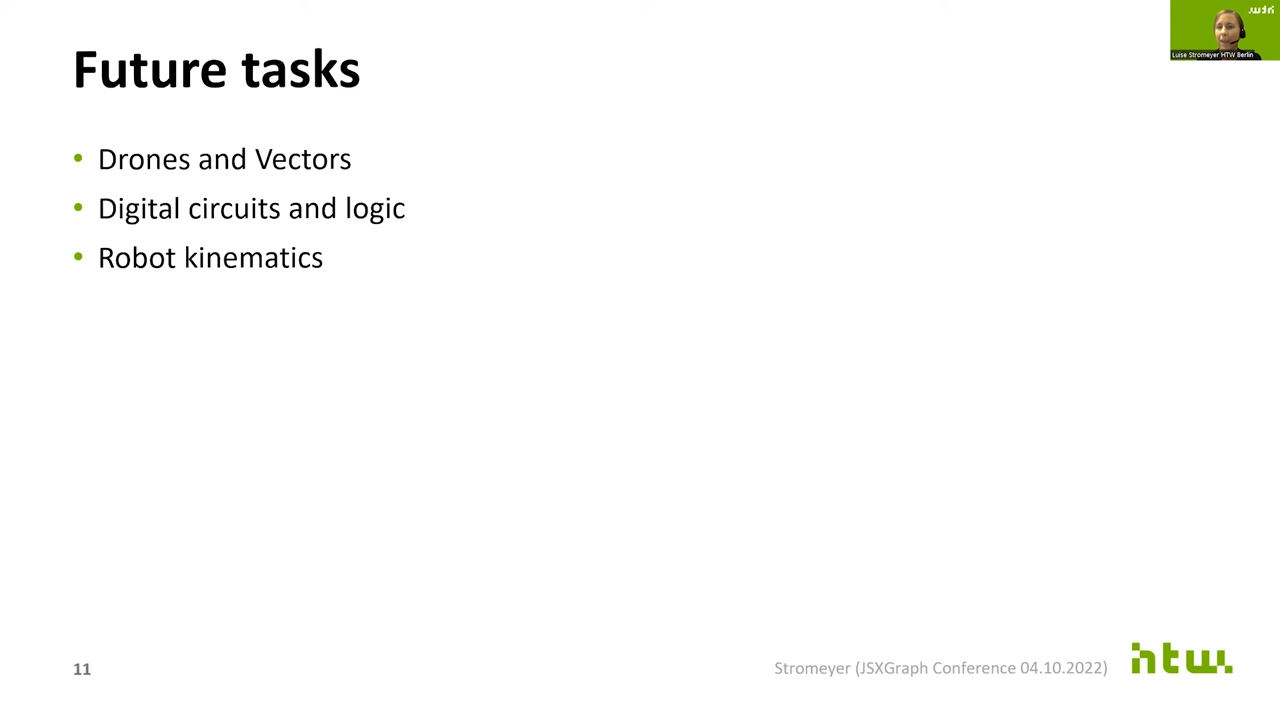 Future tasks
Luise Stromeyer HTW Berlin
• Drones and Vectors
• Digital circuits and logic
• Robot kinematics
11
Stromeyer (JSXGraph Conference 04.10.2022)
htw.